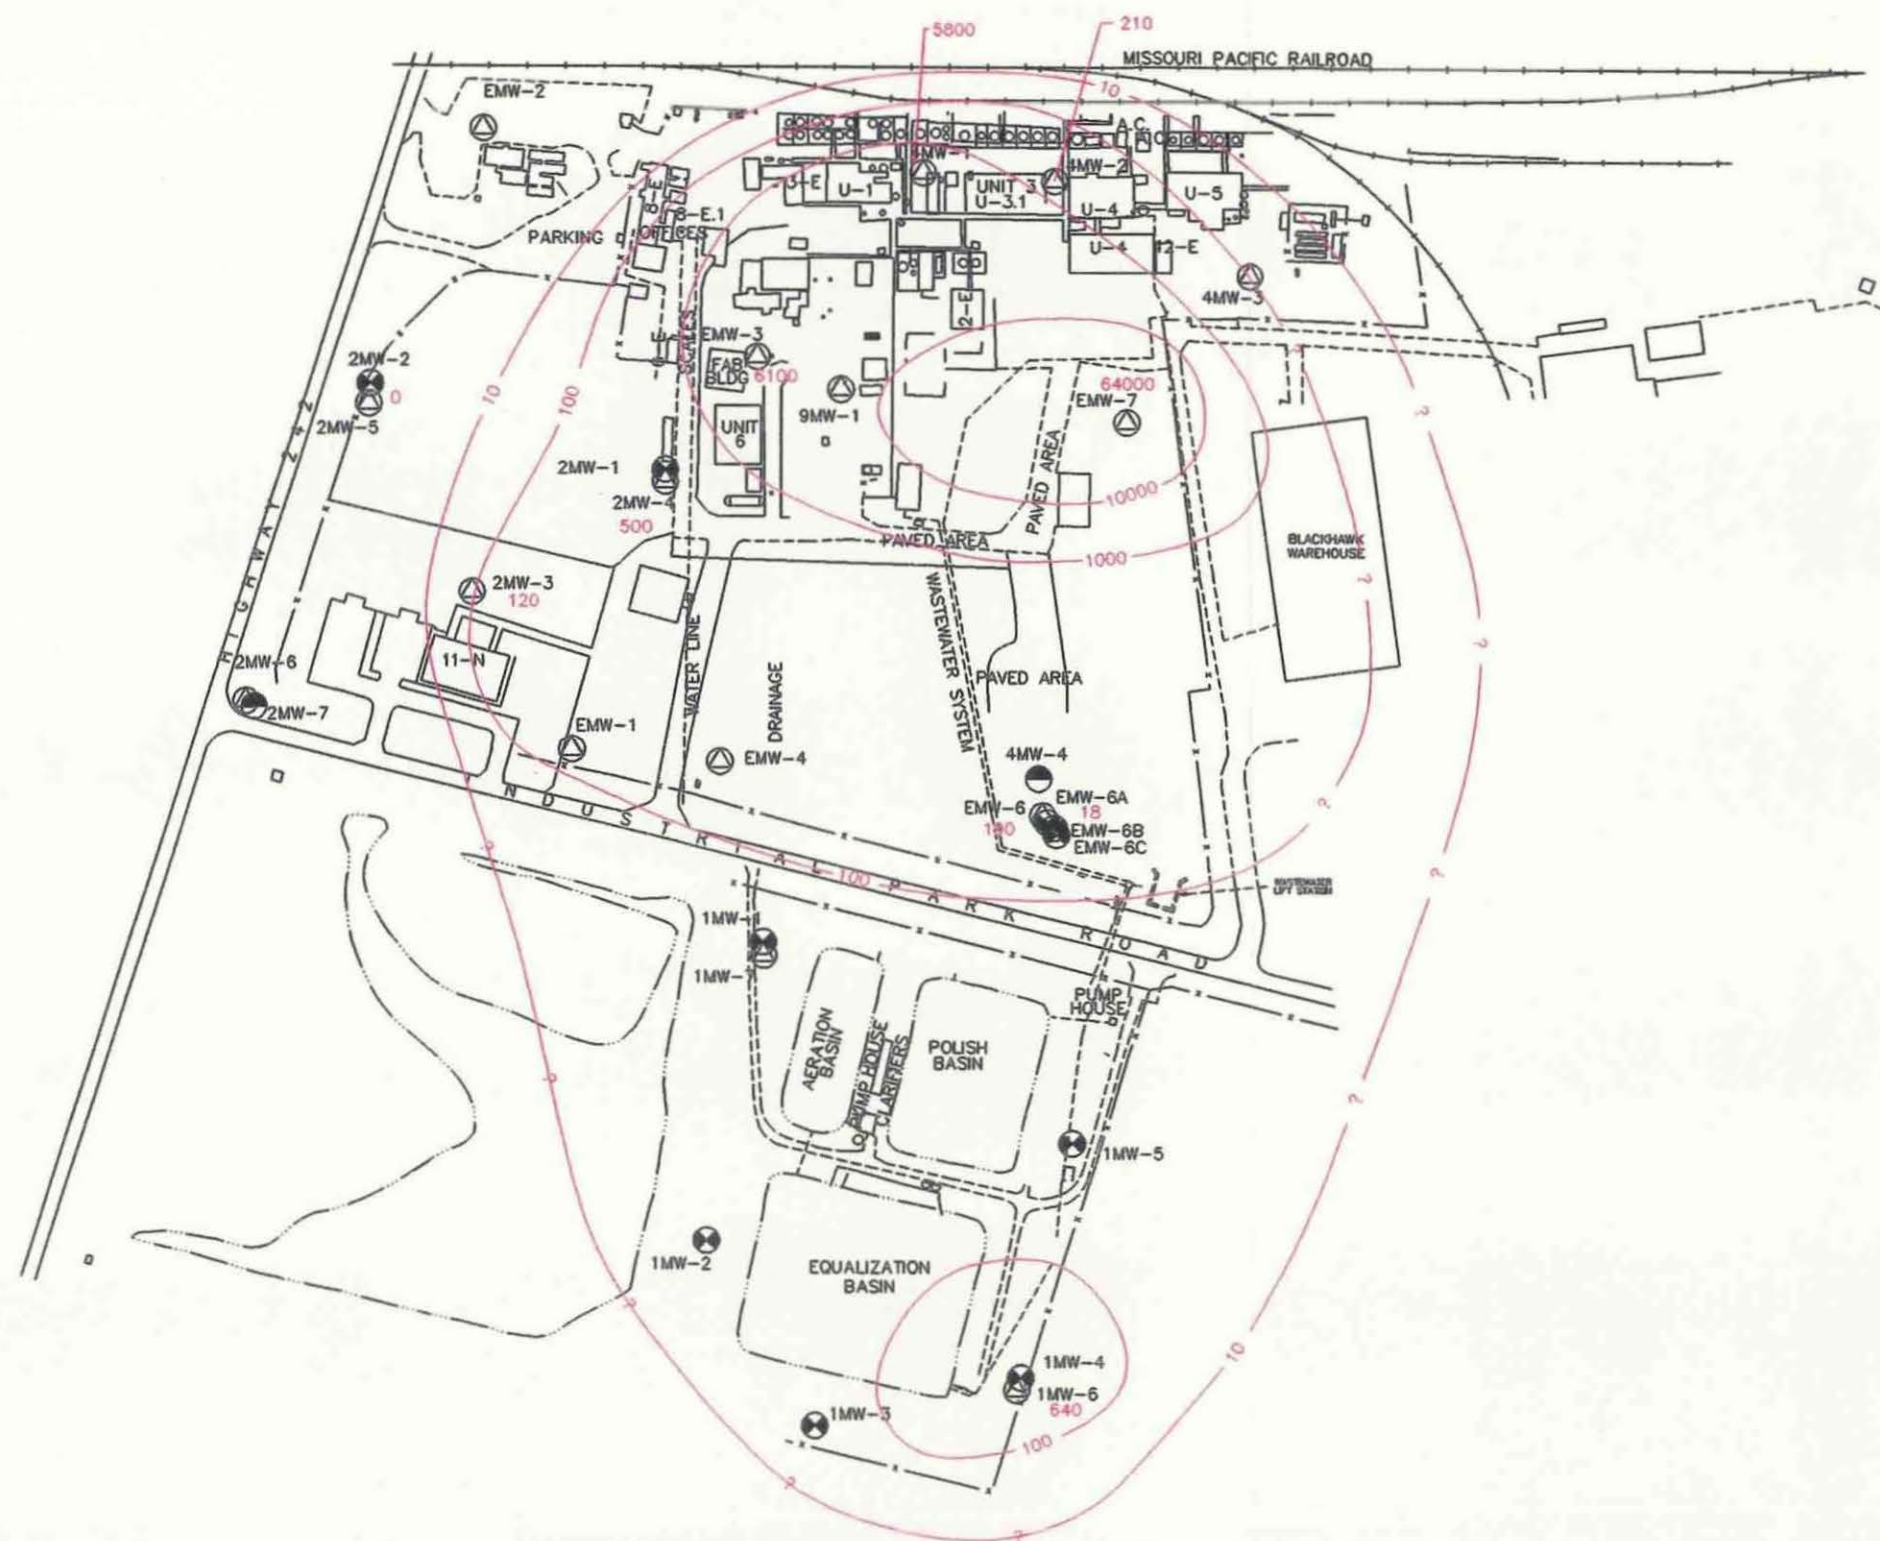 5800
210
MISSOURI PACIFIC RAILROAD
10
EMW-2
A.C.
4MW-1
4MW-2
3-E
U-1
UNIT 3
U-3.1
U-4
U-5
8-E
8-E.1
OFFICES
PARKING
U-4
12-E
4MW-3
2-E
SCALES
EMW-3
FAB
BLDG
6100
2MW-2
0
2MW-5
10
100
9MW-1
64000
EMW-7
?
?
UNIT
6
2MW-1
2MW-4
500
PAVED AREA
10000
PAVED AREA
1000
BLACKHAWK
WAREHOUSE
?
HIGHWAY 242
2MW-3
120
WATER LINE
WASTEWATER SYSTEM
?
11-N
2MW-6
2MW-7
DRAINAGE
PAVED AREA
EMW-1
EMW-4
4MW-4
EMW-6
EMW-6A
18
EMW-6B
EMW-6C
?
?
?
INDUSTRIAL PARK ROAD
100
WASTEWATER
LIFT STATION
1MW-1
1MW-7
PUMP
HOUSE
AERATION
BASIN
PUMP HOUSE
CLARIFIERS
POLISH
BASIN
?
?
1MW-5
1MW-2
EQUALIZATION
BASIN
?
10
1MW-4
1MW-6
640
1MW-3
100
?
?